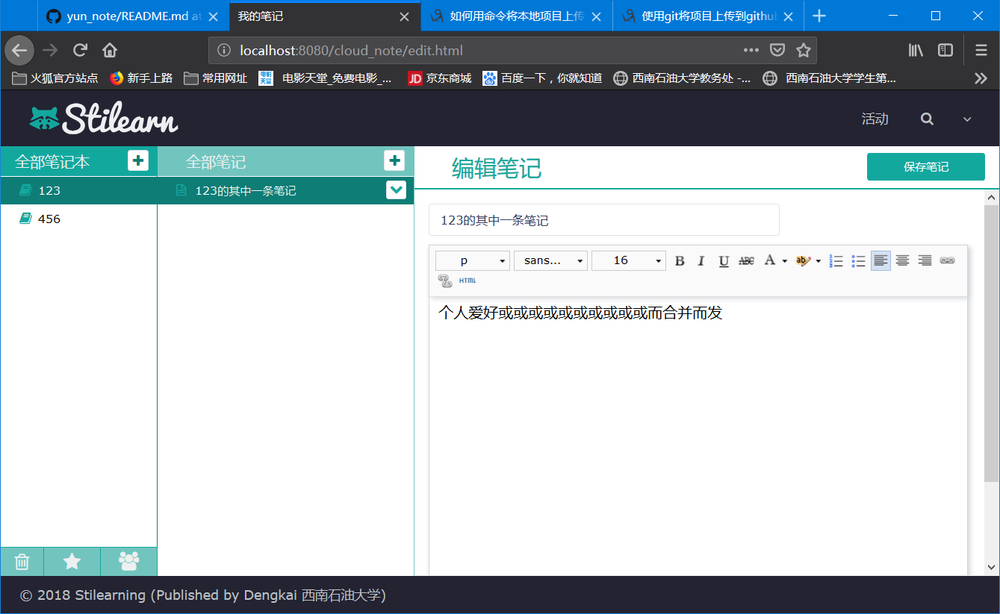 yun_note/README.md at
我的笔记
如何用命令将本地项目上传
使用git将项目上传到github
localhost:8080/cloud_note/edit.html
火狐官方站点
新手上路
常用网址
电影天堂
电影天堂_免费电影_...
JD
京东商城
du
百度一下，你就知道
西南石油大学教务处 -...
西南石油大学学生第...
Stilearn
活动
全部笔记本
全部笔记
编辑笔记
保存笔记
123
123的其中一条笔记
456
123的其中一条笔记
p
sans...
16
B I U ABC A ab
HTML
个人爱好或或或或或或或或或或而合并而发
© 2018 Stilearning (Published by Dengkai 西南石油大学)